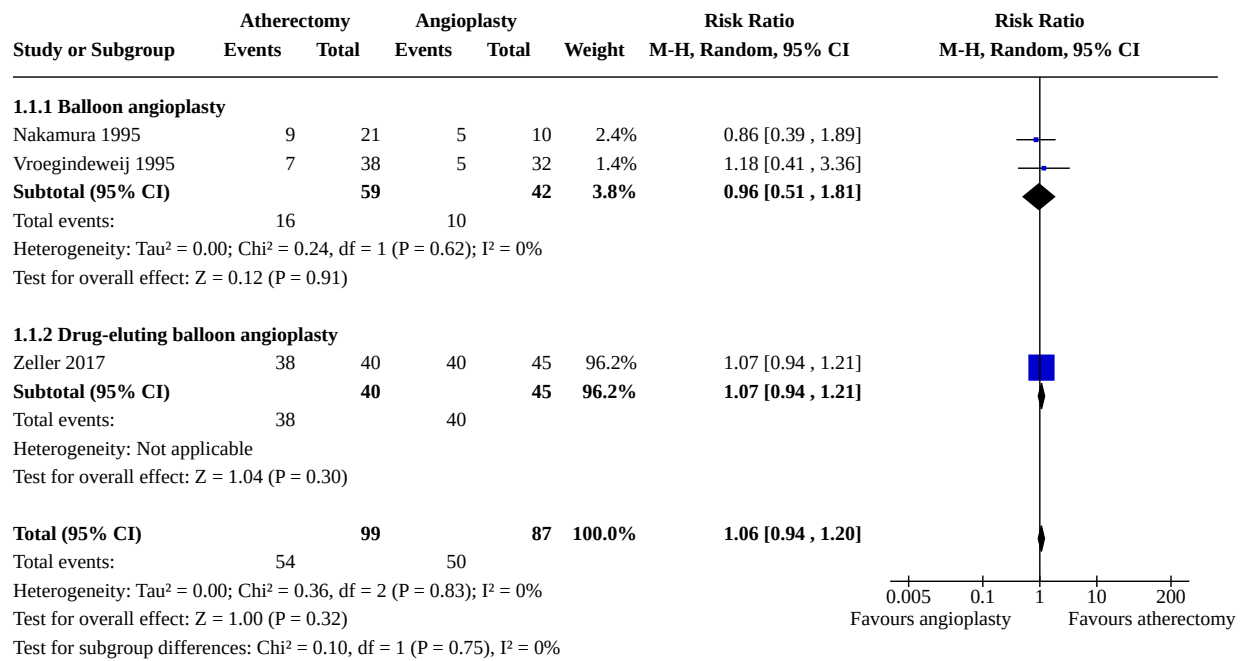 Atherectomy Angioplasty Risk Ratio Risk Ratio
Study or Subgroup Events Total Events Total Weight M-H, Random, 95% CI M-H, Random, 95% CI
1.1.1 Balloon angioplasty
Nakamura 1995 9 21 5 10 2.4% 0.86 [0.39 , 1.89]
Vroegindeweij 1995 7 38 5 32 1.4% 1.18 [0.41 , 3.36]
Subtotal (95% CI) 59 42 3.8% 0.96 [0.51 , 1.81]
Total events: 16 10
Heterogeneity: Tau² = 0.00; Chi² = 0.24, df = 1 (P = 0.62); I² = 0%
Test for overall effect: Z = 0.12 (P = 0.91)
1.1.2 Drug-eluting balloon angioplasty
Zeller 2017 38 40 40 45 96.2% 1.07 [0.94 , 1.21]
Subtotal (95% CI) 40 45 96.2% 1.07 [0.94 , 1.21]
Total events: 38 40
Heterogeneity: Not applicable
Test for overall effect: Z = 1.04 (P = 0.30)
Total (95% CI) 99 87 100.0% 1.06 [0.94 , 1.20]
Total events: 54 50
Heterogeneity: Tau² = 0.00; Chi² = 0.36, df = 2 (P = 0.83); I² = 0%
0.005 0.1 1 10 200
Test for overall effect: Z = 1.00 (P = 0.32)
Favours angioplasty Favours atherectomy
Test for subgroup differences: Chi² = 0.10, df = 1 (P = 0.75), I² = 0%